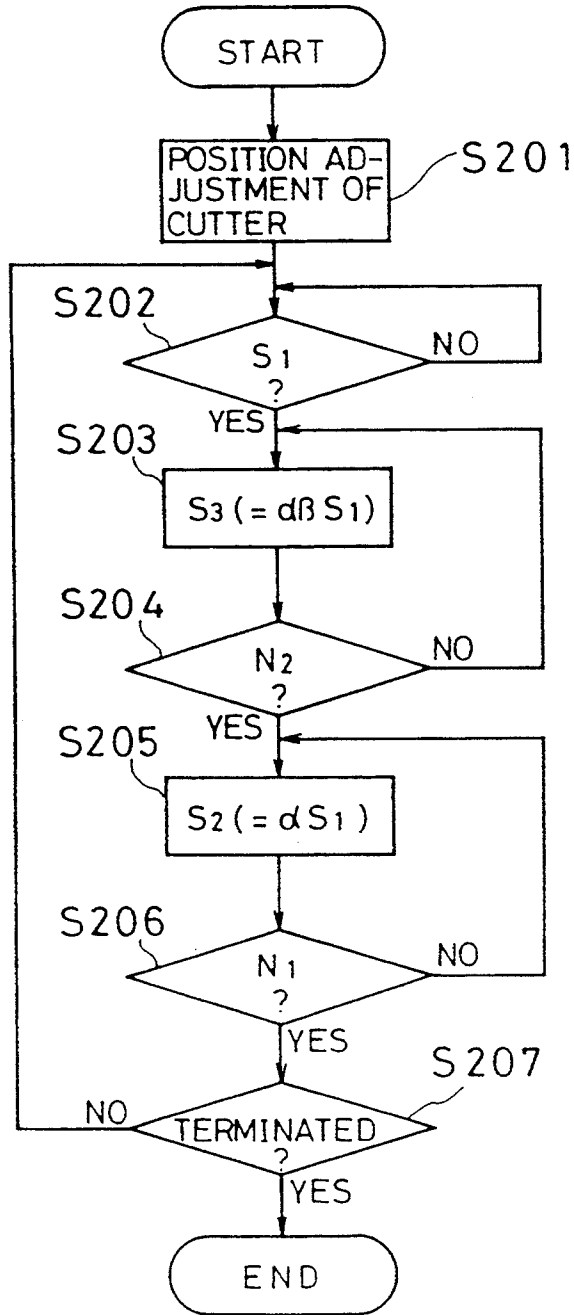 START
POSITION AD-
JUSTMENT OF
CUTTER
S201
S202
S1
?
NO
YES
S203
S3 (= αβ S1)
S204
N2
?
NO
YES
S205
S2 (= α S1)
S206
N1
?
NO
YES
S207
TERMINATED
?
NO
YES
END